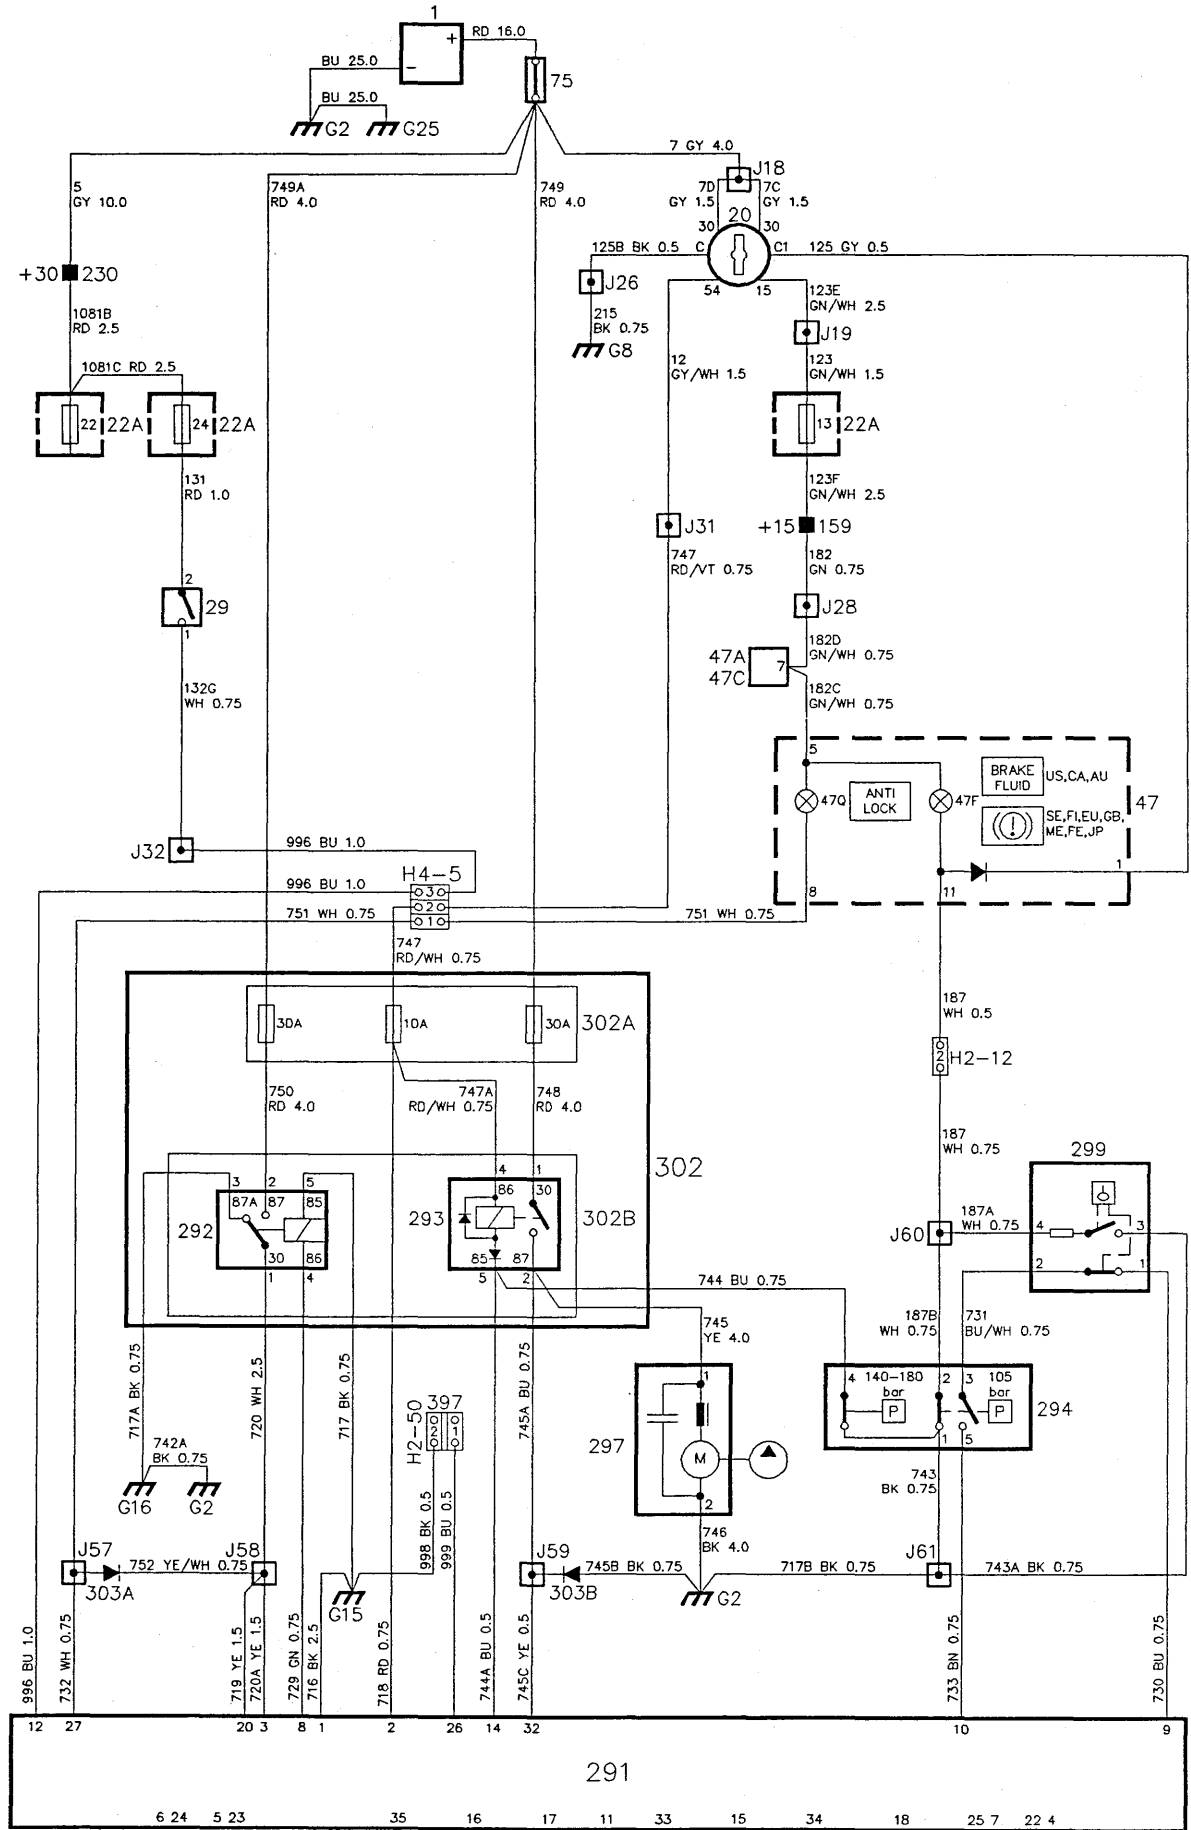 1
RD 16.0
+
−
BU 25.0
BU 25.0
75
G2
G25
7 GY 4.0
J18
5
GY 10.0
749A
RD 4.0
749
RD 4.0
7D
GY 1.5
7C
GY 1.5
20
30
30
125B BK 0.5
C
C1
125 GY 0.5
+30
230
J26
54
15
123E
GN/WH 2.5
1081B
RD 2.5
215
BK 0.75
J19
G8
1081C RD 2.5
12
GY/WH 1.5
123
GN/WH 1.5
22
22A
24
22A
13
22A
131
RD 1.0
123F
GN/WH 2.5
J31
+15
159
747
RD/VT 0.75
182
GN 0.75
2
29
1
J28
182D
GN/WH 0.75
47A
47C
7
132G
WH 0.75
182C
GN/WH 0.75
5
BRAKE
FLUID
US,CA,AU
47Q
ANTI
LOCK
47F
47
(!)
SE,FI,EU,GB,
ME,FE,JP
J32
996 BU 1.0
H4-5
1
996 BU 1.0
3
2
1
8
11
751 WH 0.75
751 WH 0.75
747
RD/WH 0.75
187
WH 0.5
30A
10A
30A
302A
2
H2-12
750
RD 4.0
747A
RD/WH 0.75
748
RD 4.0
187
WH 0.75
299
302
3
2
5
4
1
87A
87
85
86
30
187A
WH 0.75
4
3
292
293
302B
J60
30
86
85
87
2
1
1
4
5
2
744 BU 0.75
745
YE 4.0
187B
WH 0.75
731
BU/WH 0.75
717A BK 0.75
720 WH 2.5
717 BK 0.75
745A BU 0.75
1
4
140-180
bar
P
2
3
105
bar
P
294
H2-50
397
2
1
297
M
1
5
742A
BK 0.75
743
BK 0.75
G16
G2
2
998 BK 0.5
999 BU 0.5
746
BK 4.0
J57
752 YE/WH 0.75
J58
J59
745B BK 0.75
717B BK 0.75
J61
743A BK 0.75
303A
G15
303B
G2
996 BU 1.0
732 WH 0.75
719 YE 1.5
720A YE 1.5
729 GN 0.75
716 BK 2.5
718 RD 0.75
744A BU 0.5
745C YE 0.5
733 BN 0.75
730 BU 0.75
12
27
20
3
8
1
2
26
14
32
10
9
291
6 24
5 23
35
16
17
11
33
15
34
18
25 7
22 4